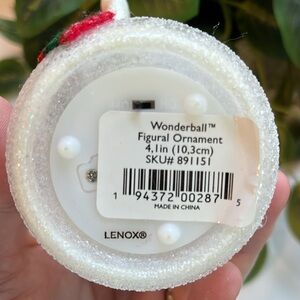 Wonderball™
Figural Ornament
4,1in (10,3cm)
SKU# 891151
1 94372 00287 5
MADE IN CHINA
LENOX®